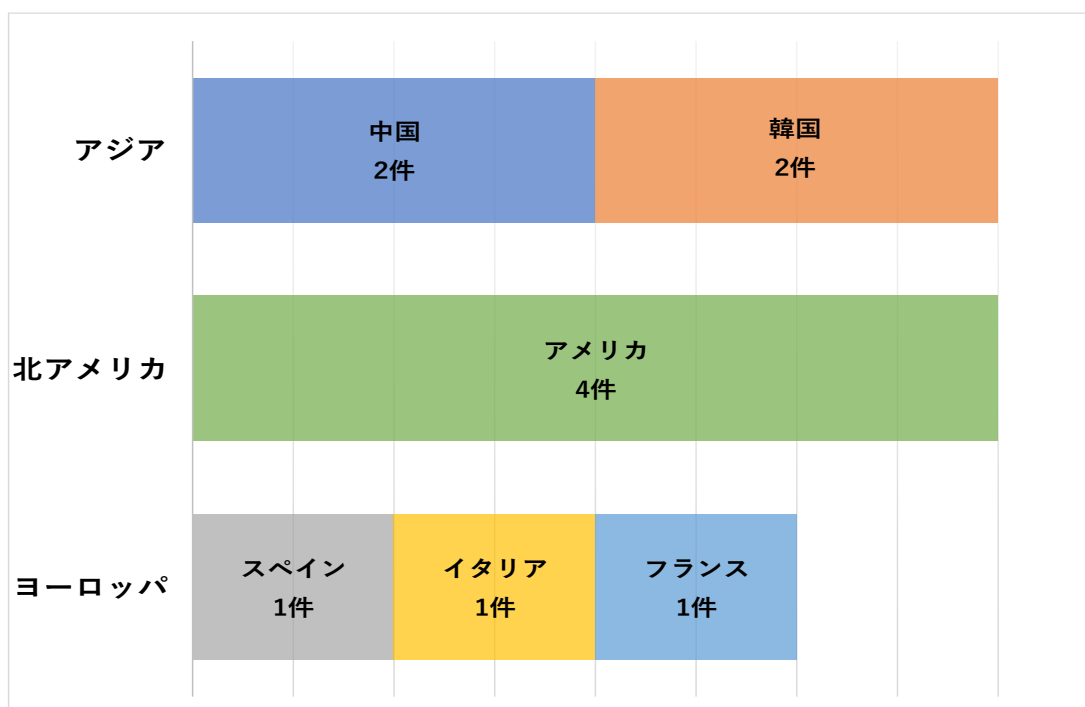 アジア
中国
2件
韓国
2件
北アメリカ
アメリカ
4件
ヨーロッパ
スペイン
1件
イタリア
1件
フランス
1件